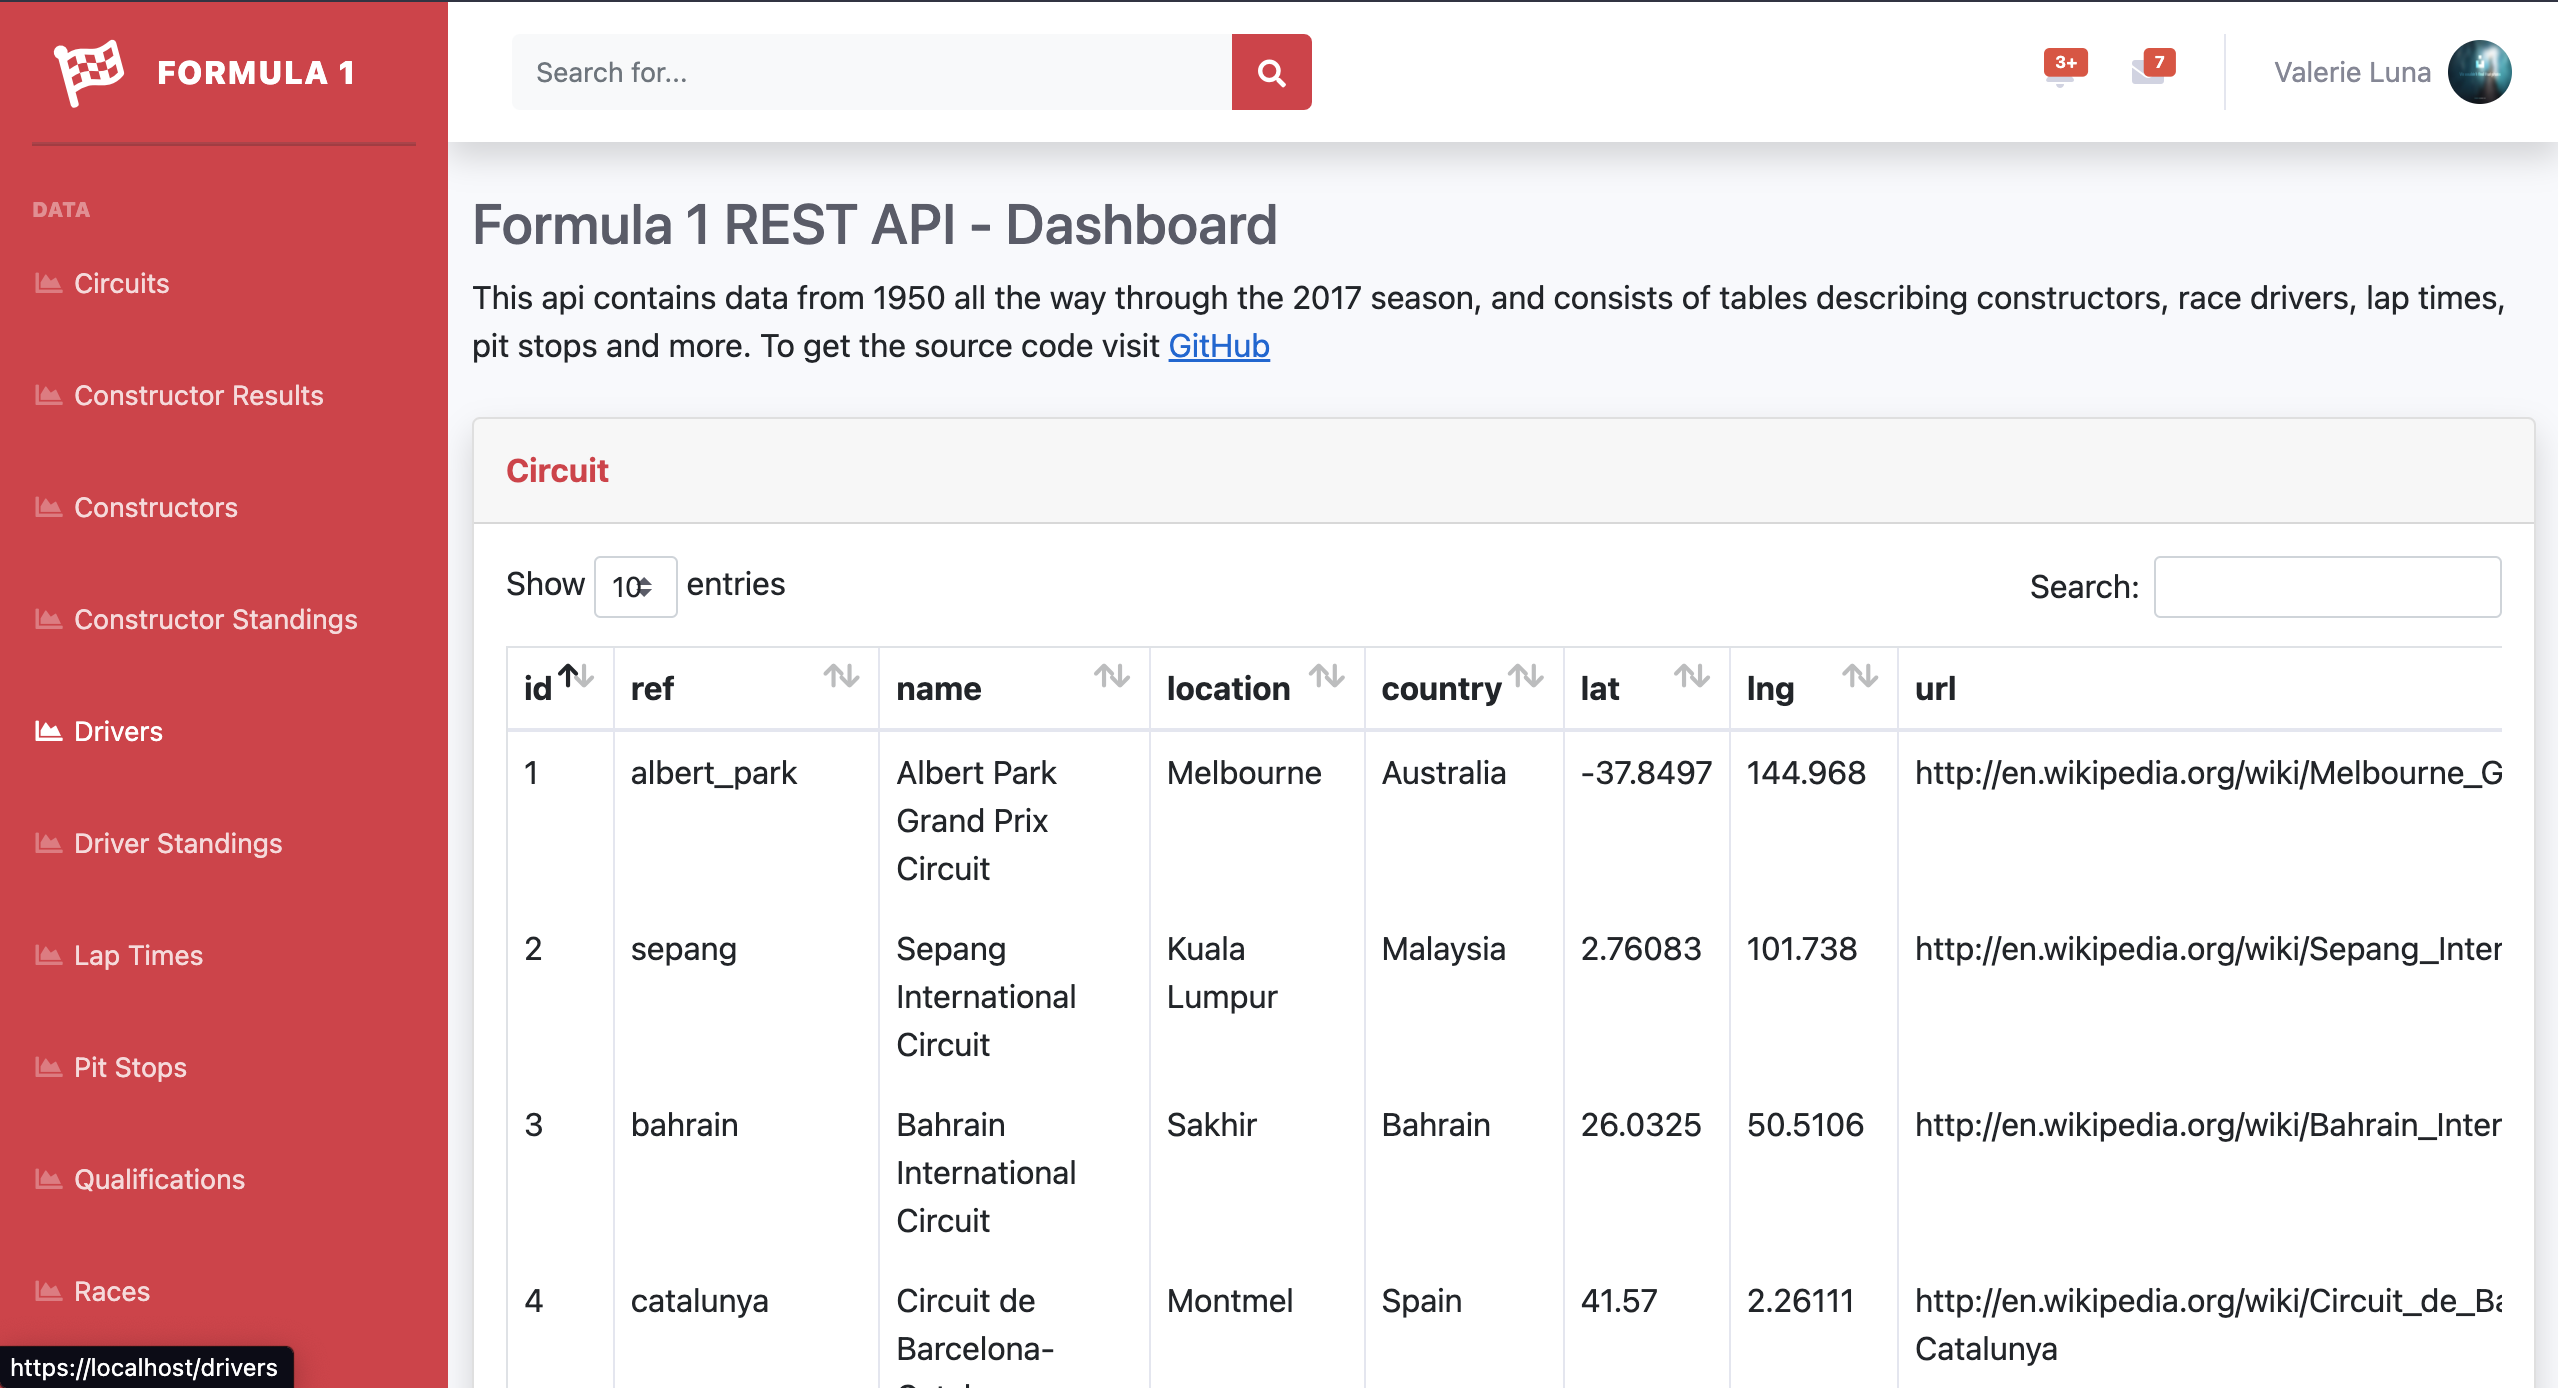 FORMULA 1
Search for...
3+
7
Valerie Luna
DATA
Circuits
Constructor Results
Constructors
Constructor Standings
Drivers
Driver Standings
Lap Times
Pit Stops
Qualifications
Races
https://localhost/drivers
Formula 1 REST API - Dashboard
This api contains data from 1950 all the way through the 2017 season, and consists of tables describing constructors, race drivers, lap times,
pit stops and more. To get the source code visit GitHub
Circuit
Show 10 entries
Search:
id ref name location country lat lng url
1 albert_park Albert Park Melbourne Australia -37.8497 144.968 http://en.wikipedia.org/wiki/Melbourne_G
Grand Prix
Circuit
2 sepang Sepang Kuala Malaysia 2.76083 101.738 http://en.wikipedia.org/wiki/Sepang_Inter
International Lumpur
Circuit
3 bahrain Bahrain Sakhir Bahrain 26.0325 50.5106 http://en.wikipedia.org/wiki/Bahrain_Inter
International
Circuit
4 catalunya Circuit de Montmel Spain 41.57 2.26111 http://en.wikipedia.org/wiki/Circuit_de_Ba
Barcelona- Catalunya